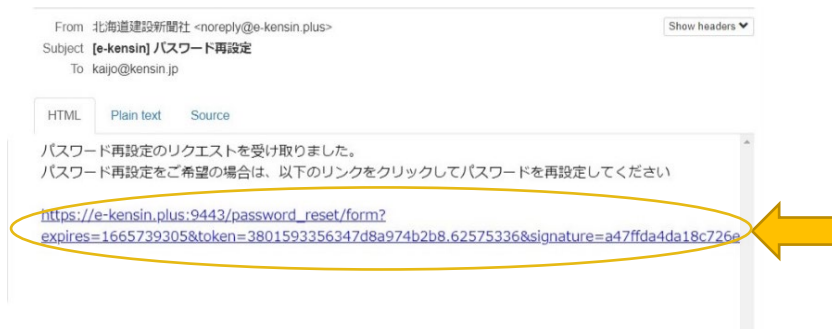 From 北海道建設新聞社 <noreply@e-kensin.plus>
Show headers
Subject [e-kensin] パスワード再設定
To kaijo@kensin.jp
HTML Plain text Source
パスワード再設定のリクエストを受け取りました。
パスワード再設定をご希望の場合は、以下のリンクをクリックしてパスワードを再設定してください
https://e-kensin.plus:9443/password_reset/form?
expires=1665739305&token=3801593356347d8a974b2b8.62575336&signature=a47ffda4da18c726e